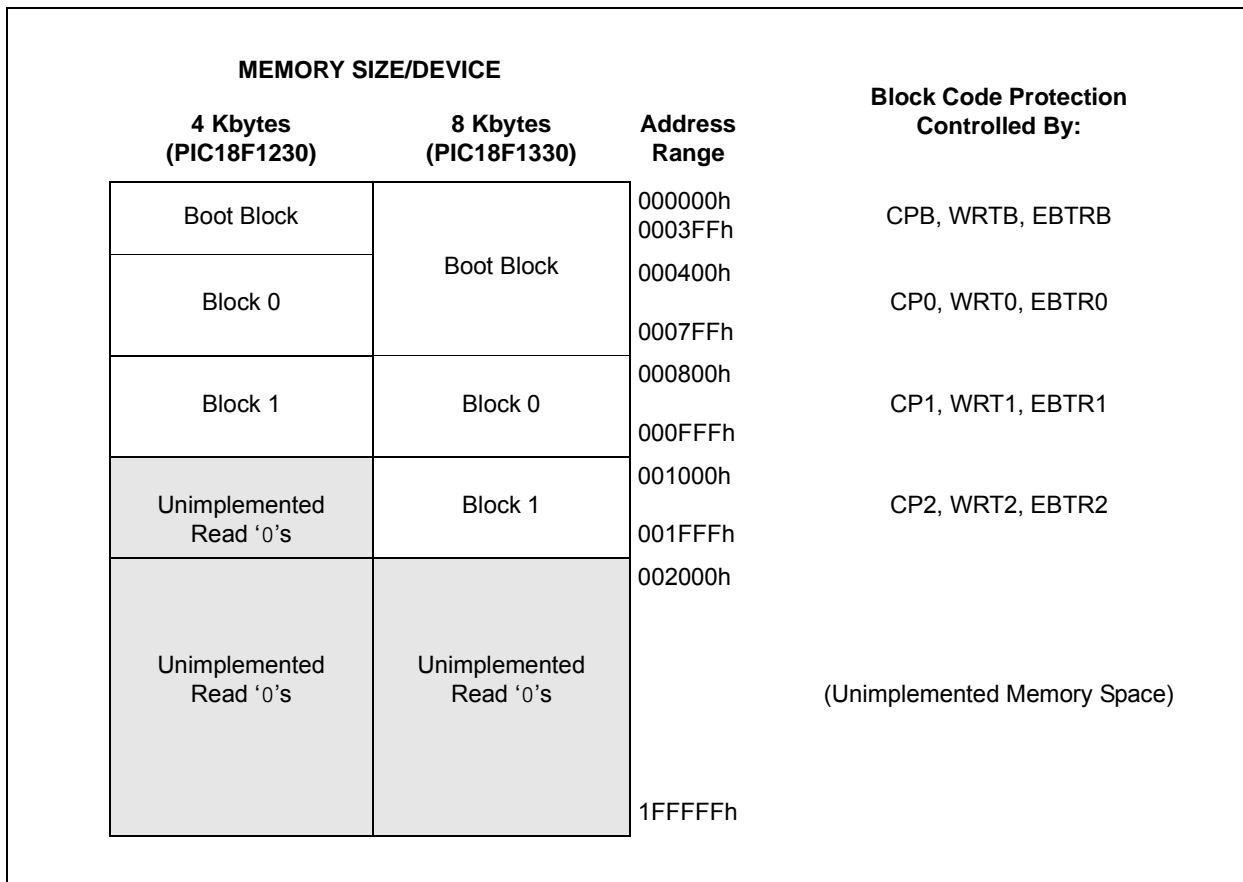 MEMORY SIZE/DEVICE
Block Code Protection
Controlled By:
4 Kbytes
(PIC18F1230)
8 Kbytes
(PIC18F1330)
Address
Range
Boot Block
000000h
0003FFh
CPB, WRTB, EBTRB
Boot Block
Block 0
000400h
0007FFh
CP0, WRT0, EBTR0
Block 1
Block 0
000800h
000FFFh
CP1, WRT1, EBTR1
Unimplemented
Read ‘0’s
Block 1
001000h
001FFFh
CP2, WRT2, EBTR2
002000h
Unimplemented
Read ‘0’s
Unimplemented
Read ‘0’s
(Unimplemented Memory Space)
1FFFFFh